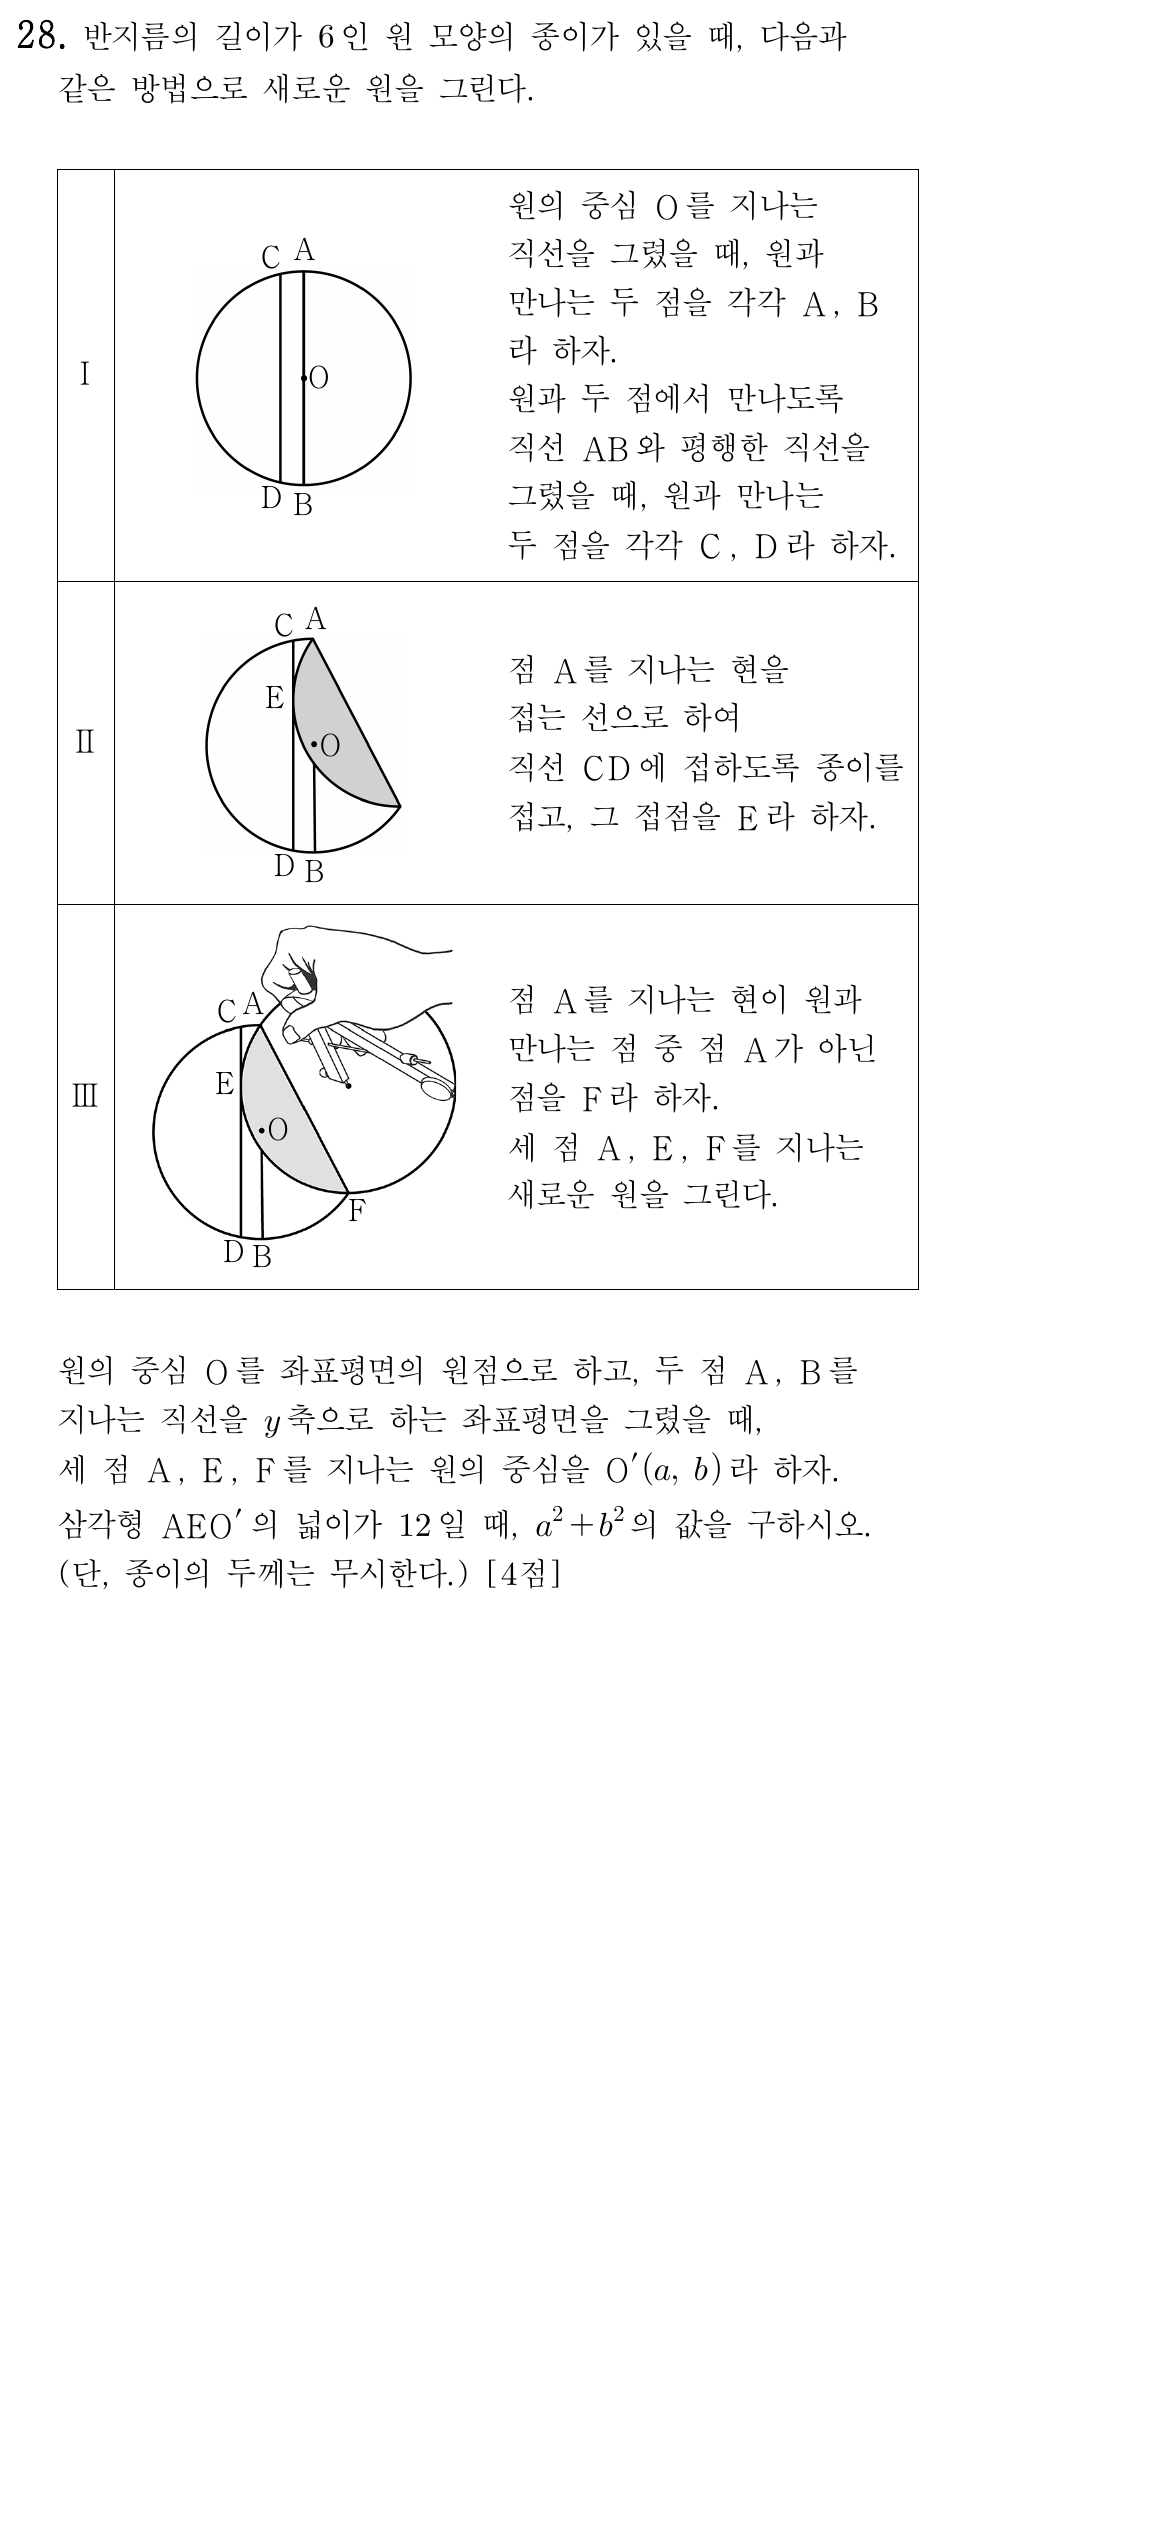 28. 반지름의 길이가 6인 원 모양의 종이가 있을 때, 다음과
같은 방법으로 새로운 원을 그린다.
Ⅰ
C A
O
D B
원의 중심 O를 지나는
직선을 그렸을 때, 원과
만나는 두 점을 각각 A, B
라 하자.
원과 두 점에서 만나도록
직선 AB와 평행한 직선을
그렸을 때, 원과 만나는
두 점을 각각 C, D라 하자.
Ⅱ
C A
E
O
D B
점 A를 지나는 현을
접는 선으로 하여
직선 CD에 접하도록 종이를
접고, 그 접점을 E라 하자.
Ⅲ
C A
E
O
F
D B
점 A를 지나는 현이 원과
만나는 점 중 점 A가 아닌
점을 F라 하자.
세 점 A, E, F를 지나는
새로운 원을 그린다.
원의 중심 O를 좌표평면의 원점으로 하고, 두 점 A, B를
지나는 직선을 y축으로 하는 좌표평면을 그렸을 때,
세 점 A, E, F를 지나는 원의 중심을 O′(a, b)라 하자.
삼각형 AEO′의 넓이가 12일 때, a²+b²의 값을 구하시오.
(단, 종이의 두께는 무시한다.) [4점]